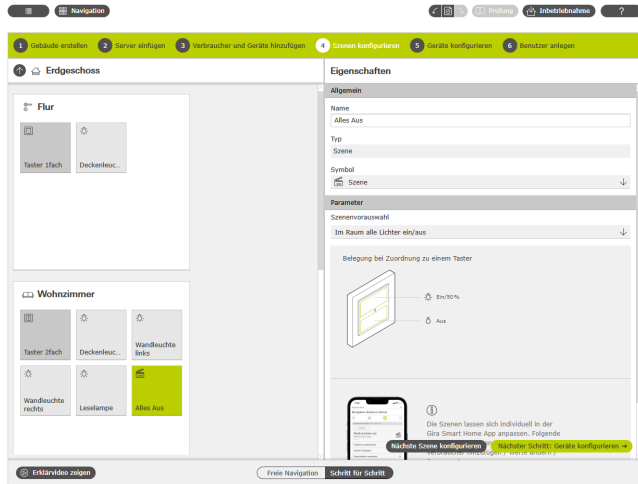 Navigation
Prüfung
Inbetriebnahme
?
1 Gebäude erstellen
2 Server einfügen
3 Verbraucher und Geräte hinzufügen
4 Szenen konfigurieren
5 Geräte konfigurieren
6 Benutzer anlegen
Erdgeschoss
Flur
Taster 1fach
Deckenleuc...
Wohnzimmer
Taster 2fach
Deckenleuc...
Wandleuchte
links
Wandleuchte
rechts
Leselampe
Alles Aus
Eigenschaften
Allgemein
Name
Alles Aus
Typ
Szene
Symbol
Szene
Parameter
Szenenvorauswahl
Im Raum alle Lichter ein/aus
Belegung bei Zuordnung zu einem Taster
Ein/50%
Aus
Die Szenen lassen sich individuell in der
Gira Smart Home App anpassen. Folgende
Nächste Szene konfigurieren
Nächster Schritt: Geräte konfigurieren →
Erklärvideo zeigen
Freie Navigation
Schritt für Schritt